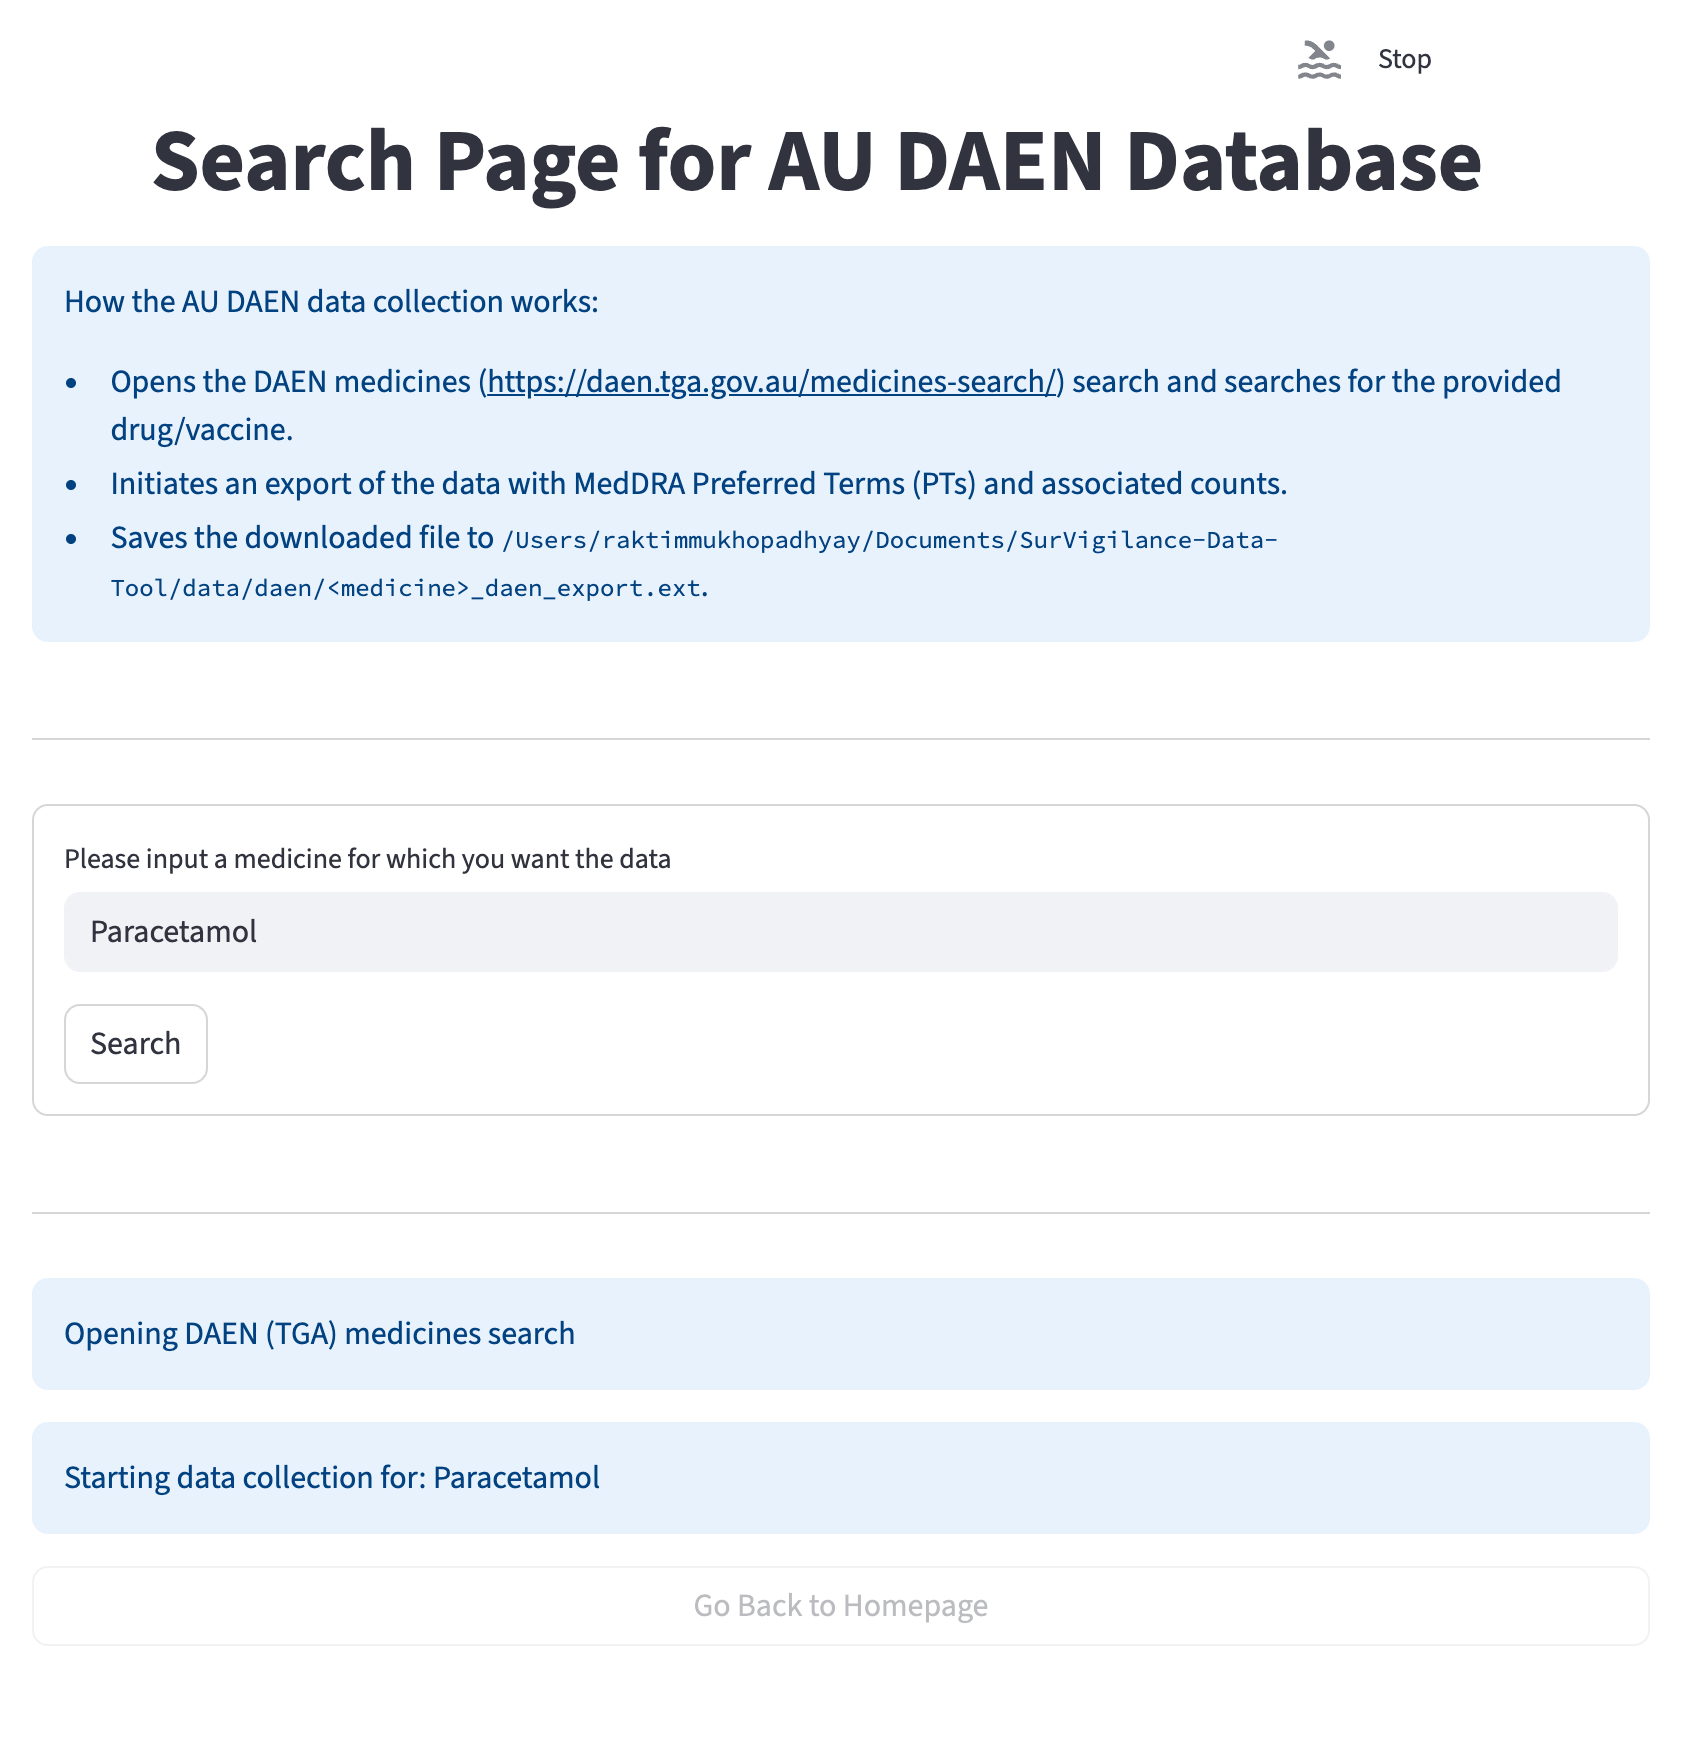 Stop
Search Page for AU DAEN Database
How the AU DAEN data collection works:
• Opens the DAEN medicines (https://daen.tga.gov.au/medicines-search/) search and searches for the provided
drug/vaccine.
• Initiates an export of the data with MedDRA Preferred Terms (PTs) and associated counts.
• Saves the downloaded file to /Users/raktimmukhopadhyay/Documents/SurVigilance-Data-
Tool/data/daen/<medicine>_daen_export.ext.
Please input a medicine for which you want the data
Paracetamol
Search
Opening DAEN (TGA) medicines search
Starting data collection for: Paracetamol
Go Back to Homepage